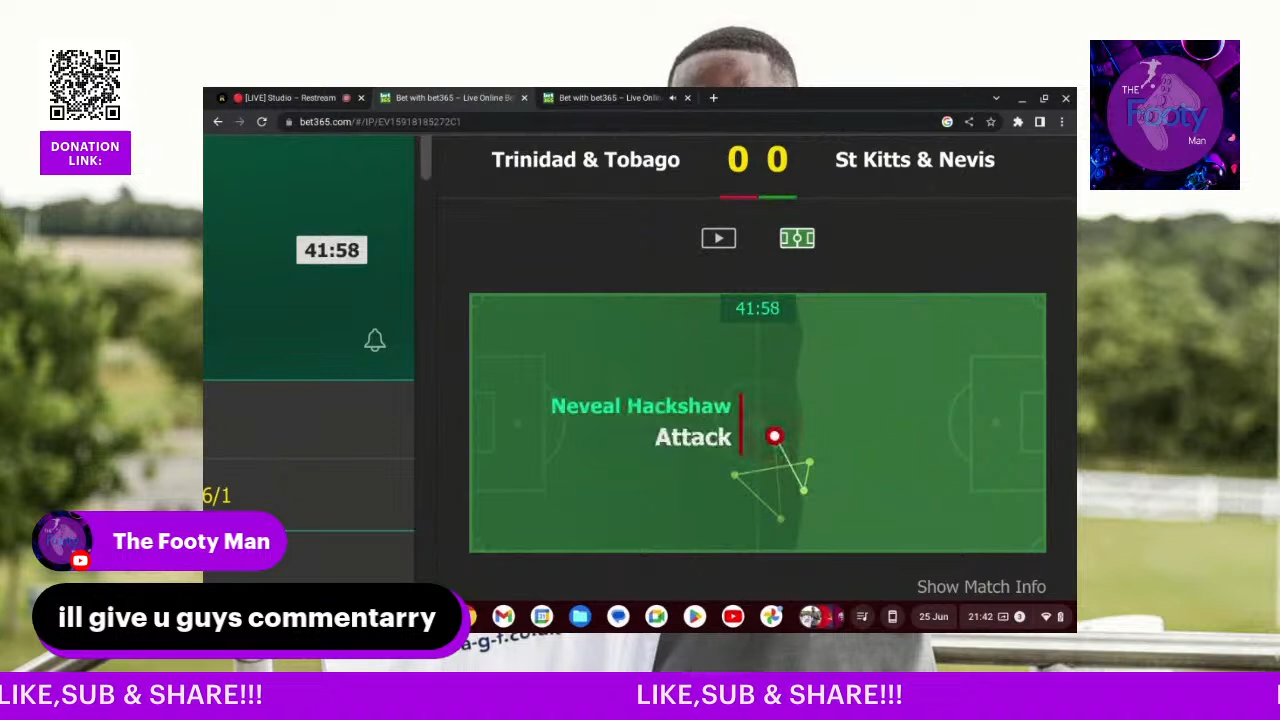 DONATION
LINK:
[LIVE] Studio – Restream
Bet with bet365 – Live Online Be
Bet with bet365 – Live Onli
bet365.com/#/IP/EV15918185272C1
THE
Footy
Man
Trinidad & Tobago
0 0
St Kitts & Nevis
41:58
41:58
Neveal Hackshaw
Attack
6/1
Show Match Info
The Footy Man
ill give u guys commentarry
25 Jun
21:42
LIKE,SUB & SHARE!!!
LIKE,SUB & SHARE!!!